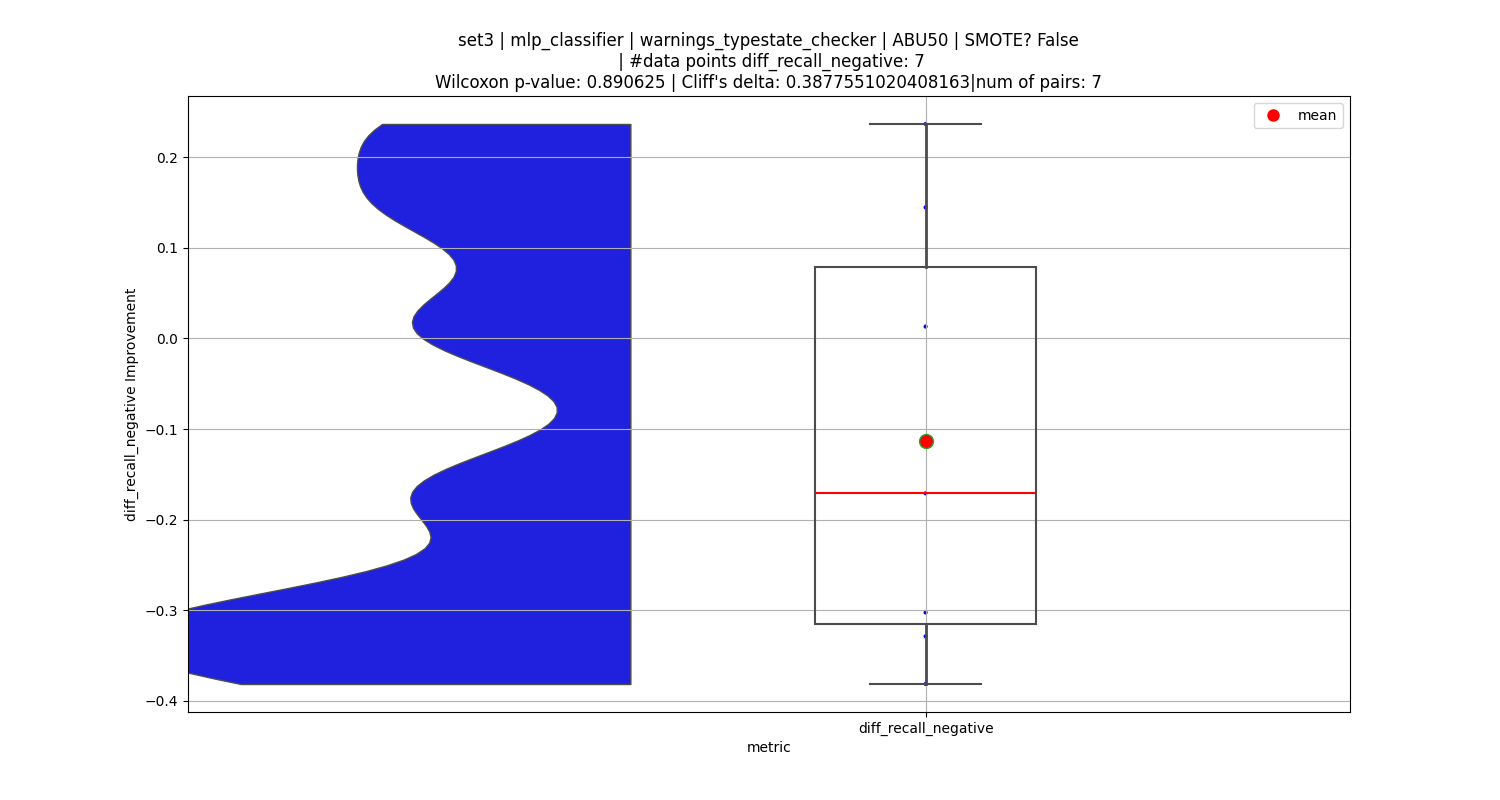 set3 | mlp_classifier | warnings_typestate_checker | ABU50 | SMOTE? False
| #data points diff_recall_negative: 7
Wilcoxon p-value: 0.890625 | Cliff's delta: 0.3877551020408163|num of pairs: 7
mean
0.2
0.1
0.0
−0.1
−0.2
−0.3
−0.4
diff_recall_negative Improvement
diff_recall_negative
metric